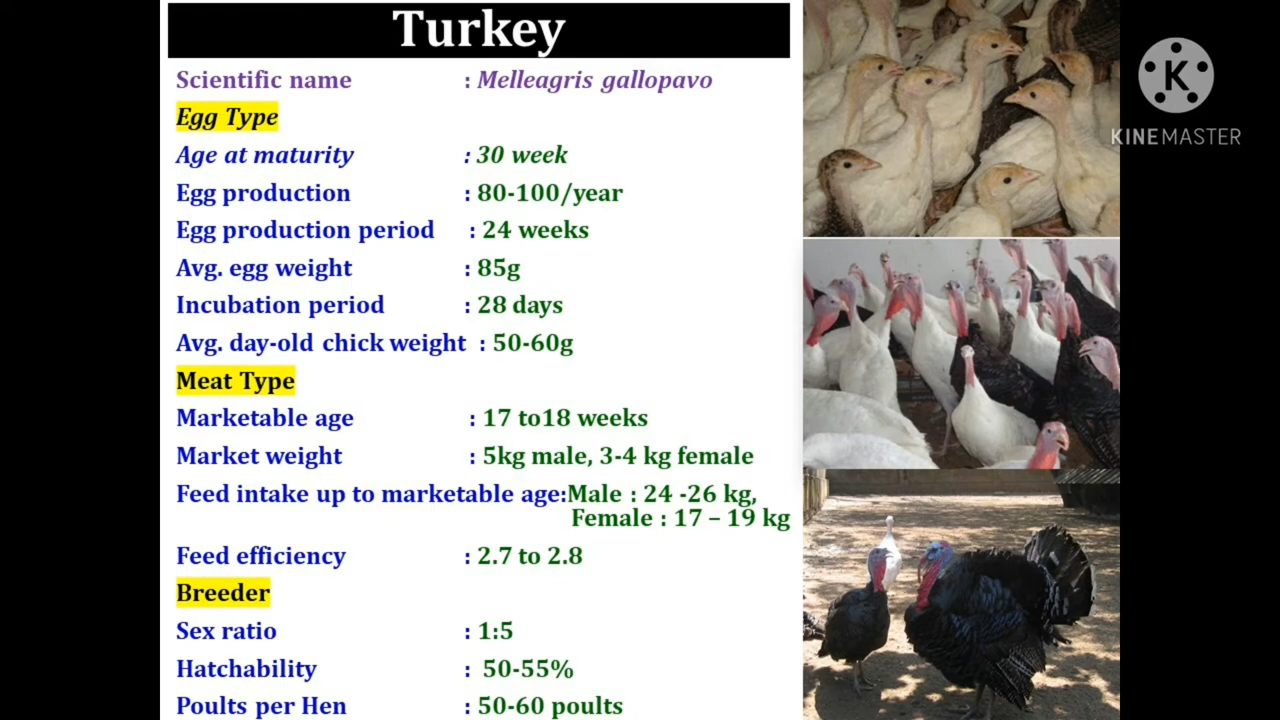 Turkey
Scientific name : Melleagris gallopavo
Egg Type
Age at maturity : 30 week
Egg production : 80-100/year
Egg production period : 24 weeks
Avg. egg weight : 85g
Incubation period : 28 days
Avg. day-old chick weight : 50-60g
Meat Type
Marketable age : 17 to18 weeks
Market weight : 5kg male, 3-4 kg female
Feed intake up to marketable age:Male : 24 -26 kg,
Female : 17 – 19 kg
Feed efficiency : 2.7 to 2.8
Breeder
Sex ratio : 1:5
Hatchability : 50-55%
Poults per Hen : 50-60 poults
K
KINEMASTER